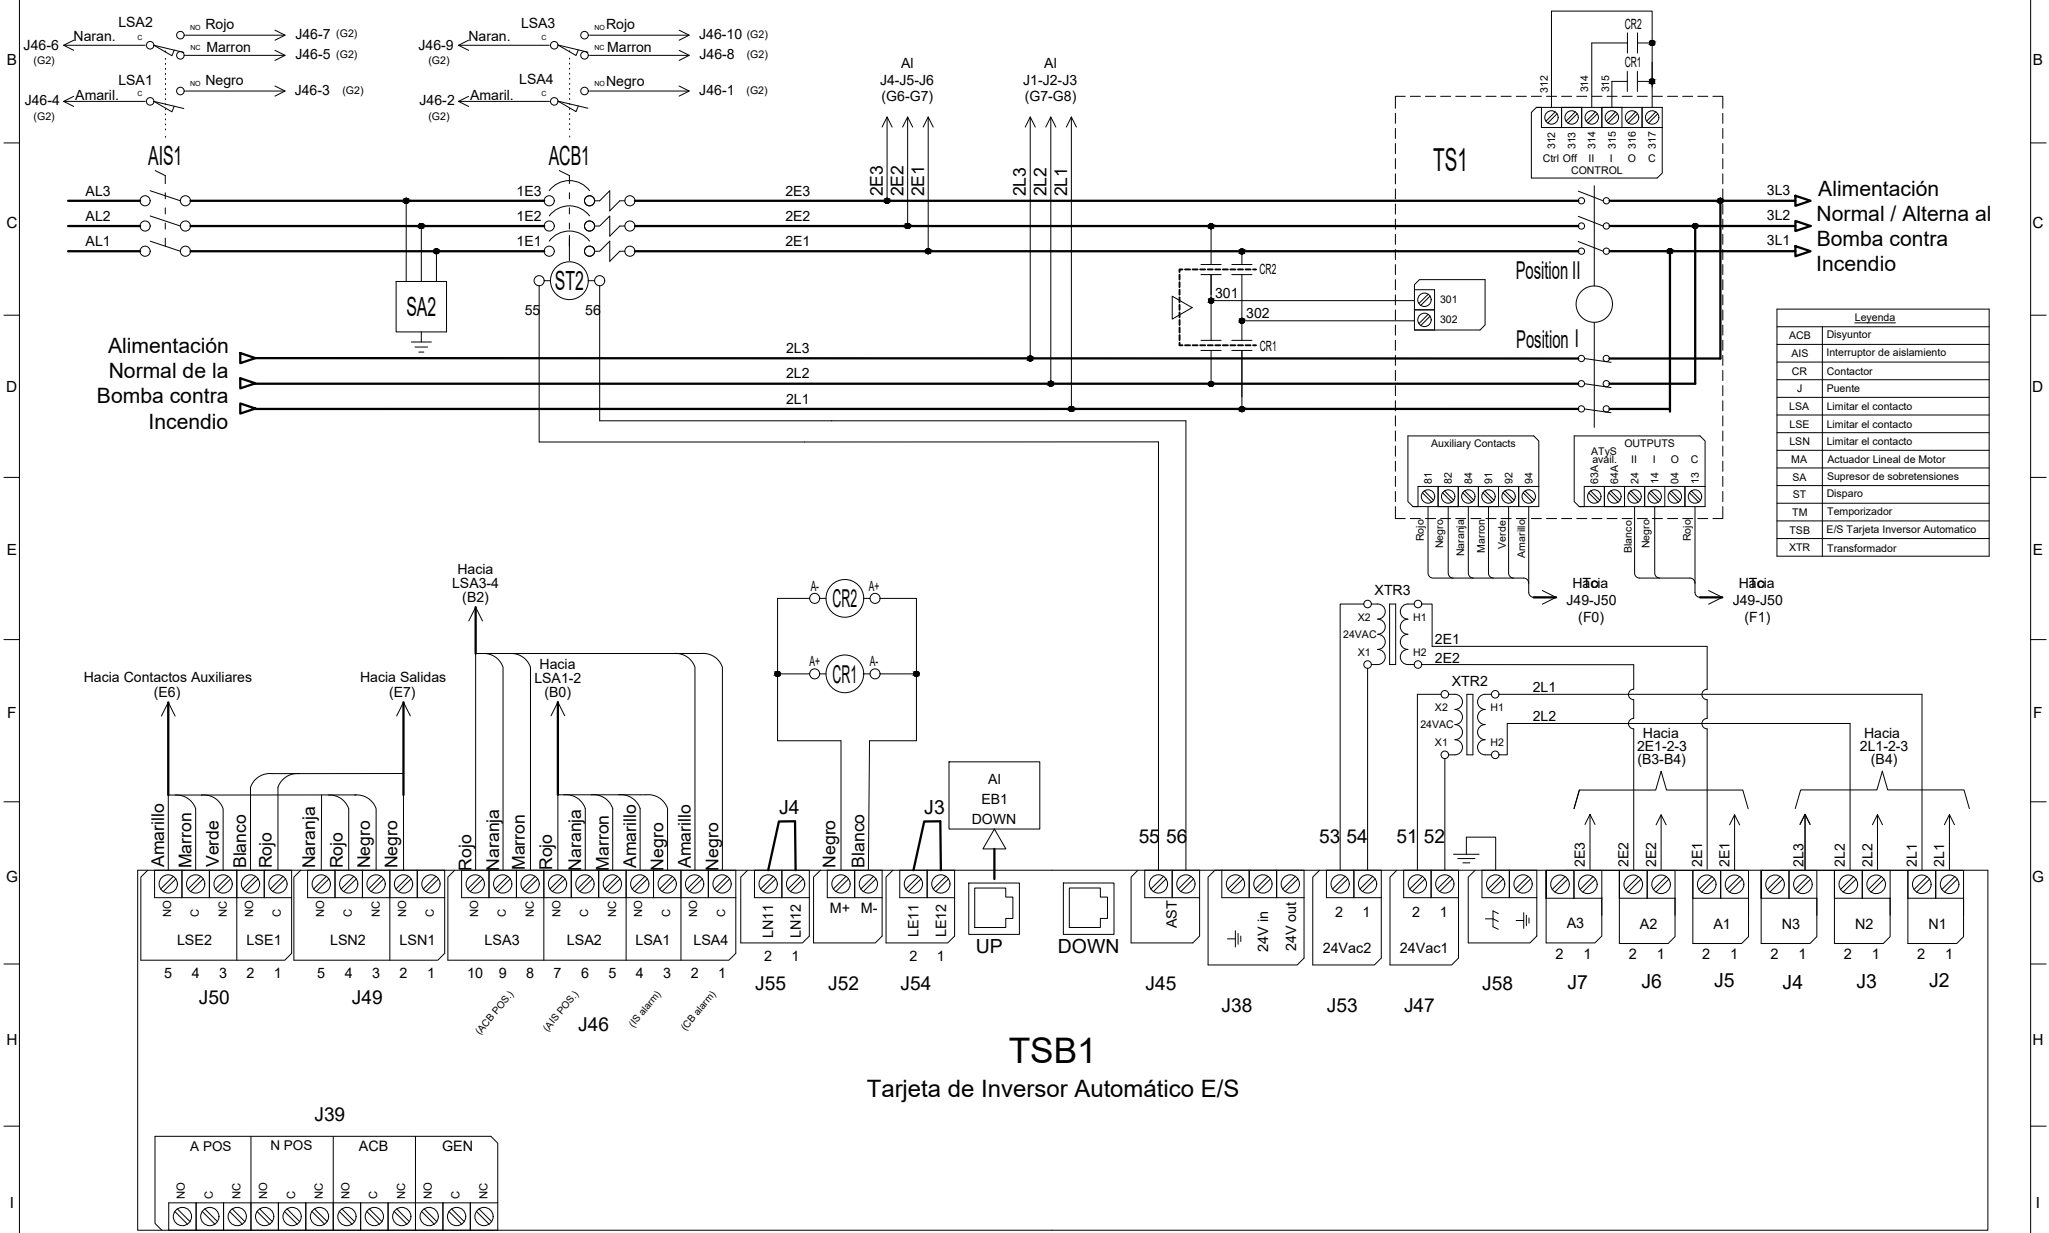 B
LSA2
NO Rojo
J46-7 (G2)
J46-6
(G2)
Naran.
C
NC Marron
J46-5 (G2)
LSA1
NO Negro
J46-3 (G2)
J46-4
(G2)
Amaril.
C
LSA3
NO Rojo
J46-10 (G2)
J46-9
(G2)
Naran.
C
NC Marron
J46-8 (G2)
LSA4
NO Negro
J46-1 (G2)
J46-2
(G2)
Amaril.
C
Al
J4-J5-J6
(G6-G7)
Al
J1-J2-J3
(G7-G8)
CR2
CR1
312
314
315
B
TS1
312 313 314 315 316 317
Ctrl Off II I O C
CONTROL
AIS1
ACB1
2E3 2E2 2E1
2L3 2L2 2L1
C
AL3
1E3
2E3
3L3
AL2
1E2
2E2
3L2
AL1
1E1
2E1
3L1
Alimentación
Normal / Alterna al
Bomba contra
Incendio
C
SA2
ST2
55
56
CR2
301
302
CR1
301
302
Position II
Position I
Alimentación
Normal de la
Bomba contra
Incendio
2L3
2L2
2L1
D
D
Leyenda
ACB Disyuntor
AIS Interruptor de aislamiento
CR Contactor
J Puente
LSA Limitar el contacto
LSE Limitar el contacto
LSN Limitar el contacto
MA Actuador Lineal de Motor
SA Supresor de sobretensiones
ST Disparo
TM Temporizador
TSB E/S Tarjeta Inversor Automatico
XTR Transformador
Auxiliary Contacts
81 82 84 91 92 94
Rojo Negro Naranja Marron Verde Amarillo
OUTPUTS
ATyS
avail. II I O C
63A 64A 24 14 04 13
Blanco Negro Rojo
E
E
Hacia
J49-J50
(F0)
Hacia
J49-J50
(F1)
Hacia
LSA3-4
(B2)
A- CR2 A+
A+ CR1 A-
XTR3
X2 H1
24VAC
X1 H2
2E1
2E2
XTR2
X2 H1
24VAC
X1 H2
2L1
2L2
F
Hacia Contactos Auxiliares
(E6)
Hacia Salidas
(E7)
Hacia
LSA1-2
(B0)
Hacia
2E1-2-3
(B3-B4)
Hacia
2L1-2-3
(B4)
F
Al
EB1
DOWN
J4
J3
G
Amarillo Marron Verde Blanco Rojo
Naranja Rojo Negro Negro
Rojo Naranja Marron Rojo Naranja Marron Amarillo Negro Amarillo Negro
Negro Blanco
55 56
53 54
51 52
2E3 2E2 2E2 2E1 2E1
2L3 2L2 2L2 2L1 2L1
G
NO C NC NO C
NO C NC NO C
NO C NC NO C NC NO C NO C
LSE2 LSE1
LSN2 LSN1
LSA3 LSA2 LSA1 LSA4
LN11 LN12
M+ M-
LE11 LE12
UP
DOWN
AST
24V in
24V out
2 1
24Vac2
2 1
24Vac1
A3 A2 A1 N3 N2 N1
5 4 3 2 1
5 4 3 2 1
10 9 8 7 6 5 4 3 2 1
2 1
2 1
2 1 2 1 2 1 2 1 2 1 2 1
J50
J49
(ACB POS.)
(AIS POS.)
J46
(IS alarm)
(CB alarm)
J55
J52
J54
J45
J38
J53
J47
J58
J7
J6
J5
J4
J3
J2
H
TSB1
H
Tarjeta de Inversor Automático E/S
J39
A POS N POS ACB GEN
NO C NC NO C NC NO C NC NO C NC
I
I